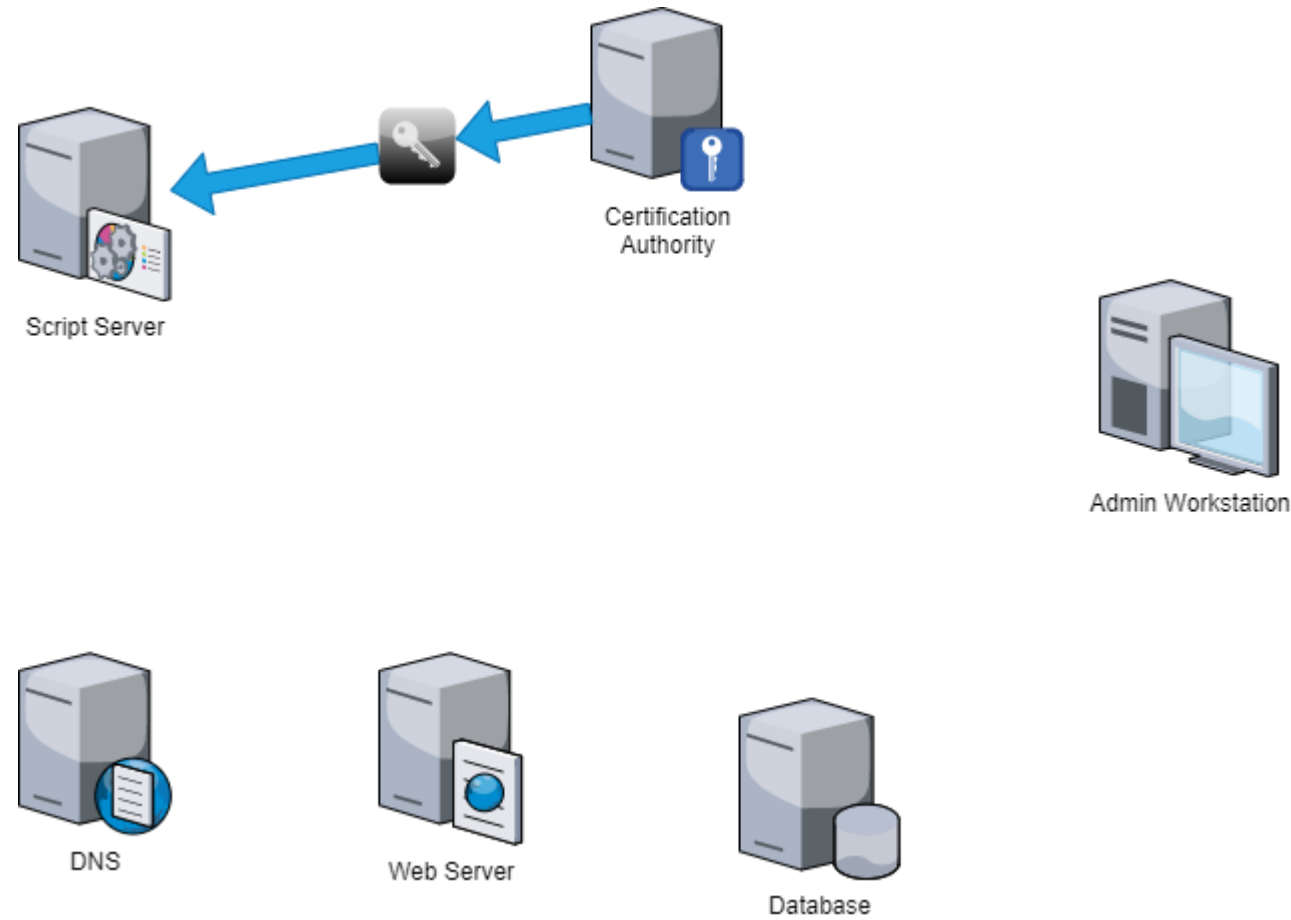 Certification
Authority
Script Server
Admin Workstation
DNS
Web Server
Database